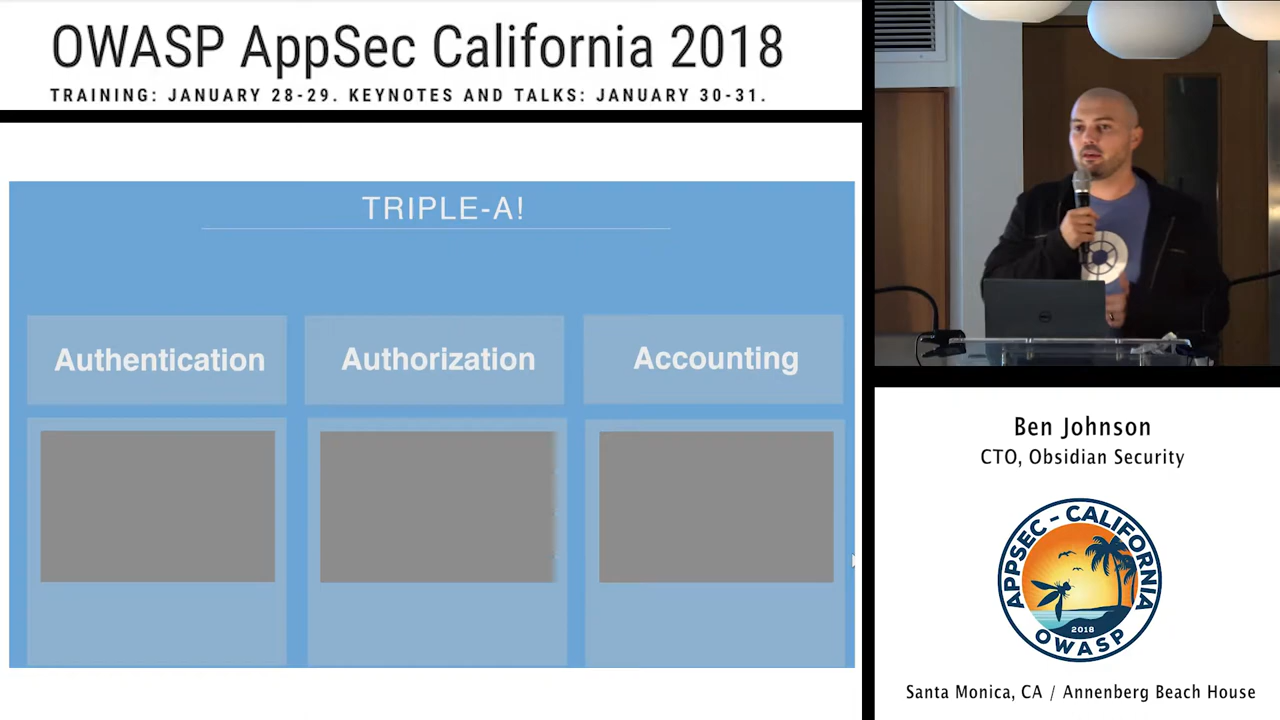 OWASP AppSec California 2018
TRAINING: JANUARY 28-29. KEYNOTES AND TALKS: JANUARY 30-31.
TRIPLE-A!
Authentication
Authorization
Accounting
Ben Johnson
CTO, Obsidian Security
APPSEC - CALIFORNIA
2018
OWASP
Santa Monica, CA / Annenberg Beach House